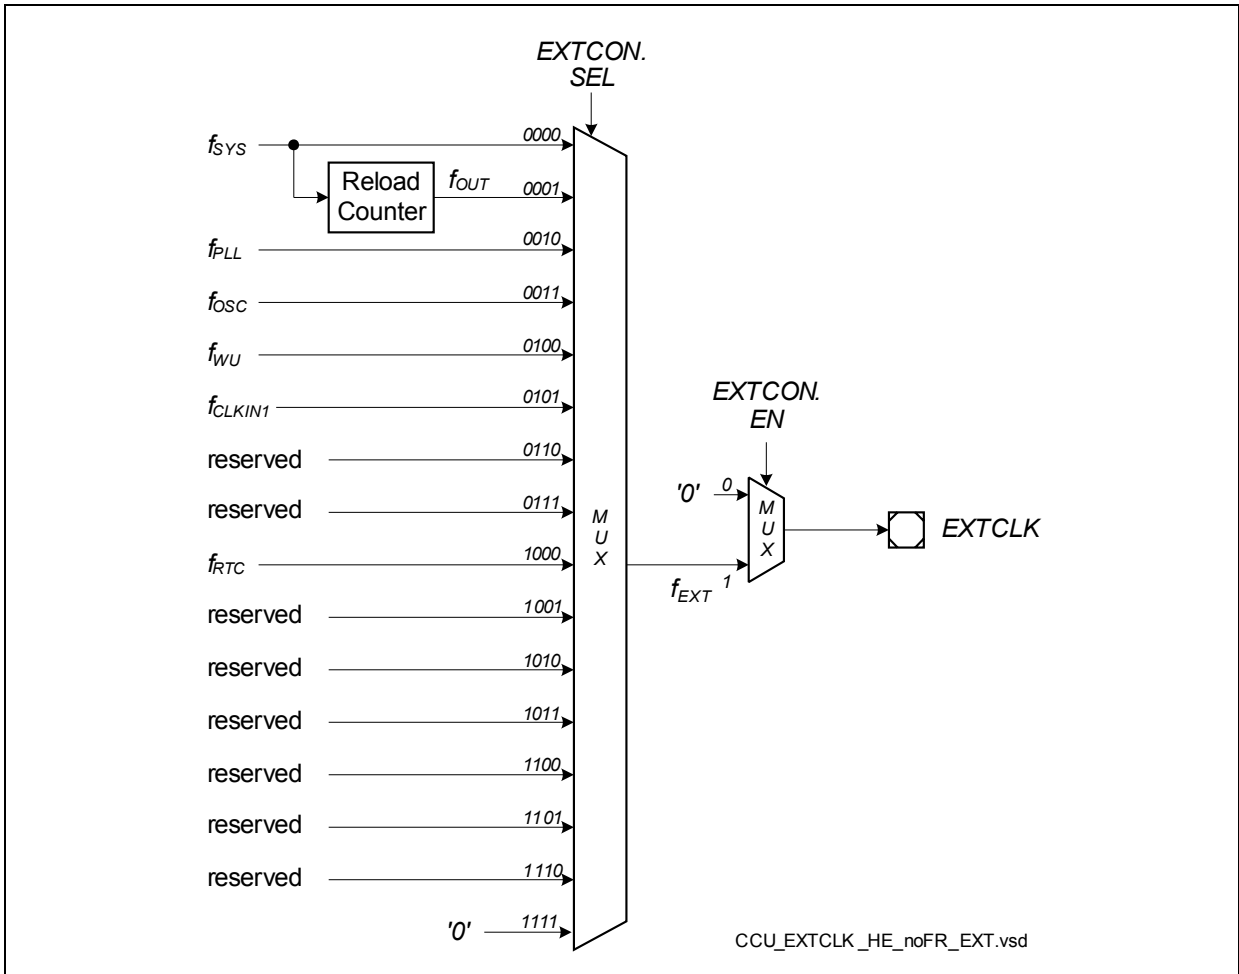 EXTCON.
SEL
fSYS 0000
Reload
Counter
fOUT 0001
fPLL 0010
fOSC 0011
fWU 0100
fCLKIN1 0101
reserved 0110
reserved 0111
fRTC 1000
reserved 1001
reserved 1010
reserved 1011
reserved 1100
reserved 1101
reserved 1110
'0' 1111
M
U
X
fEXT 1
EXTCON.
EN
'0' 0
M
U
X
EXTCLK
CCU_EXTCLK_HE_noFR_EXT.vsd